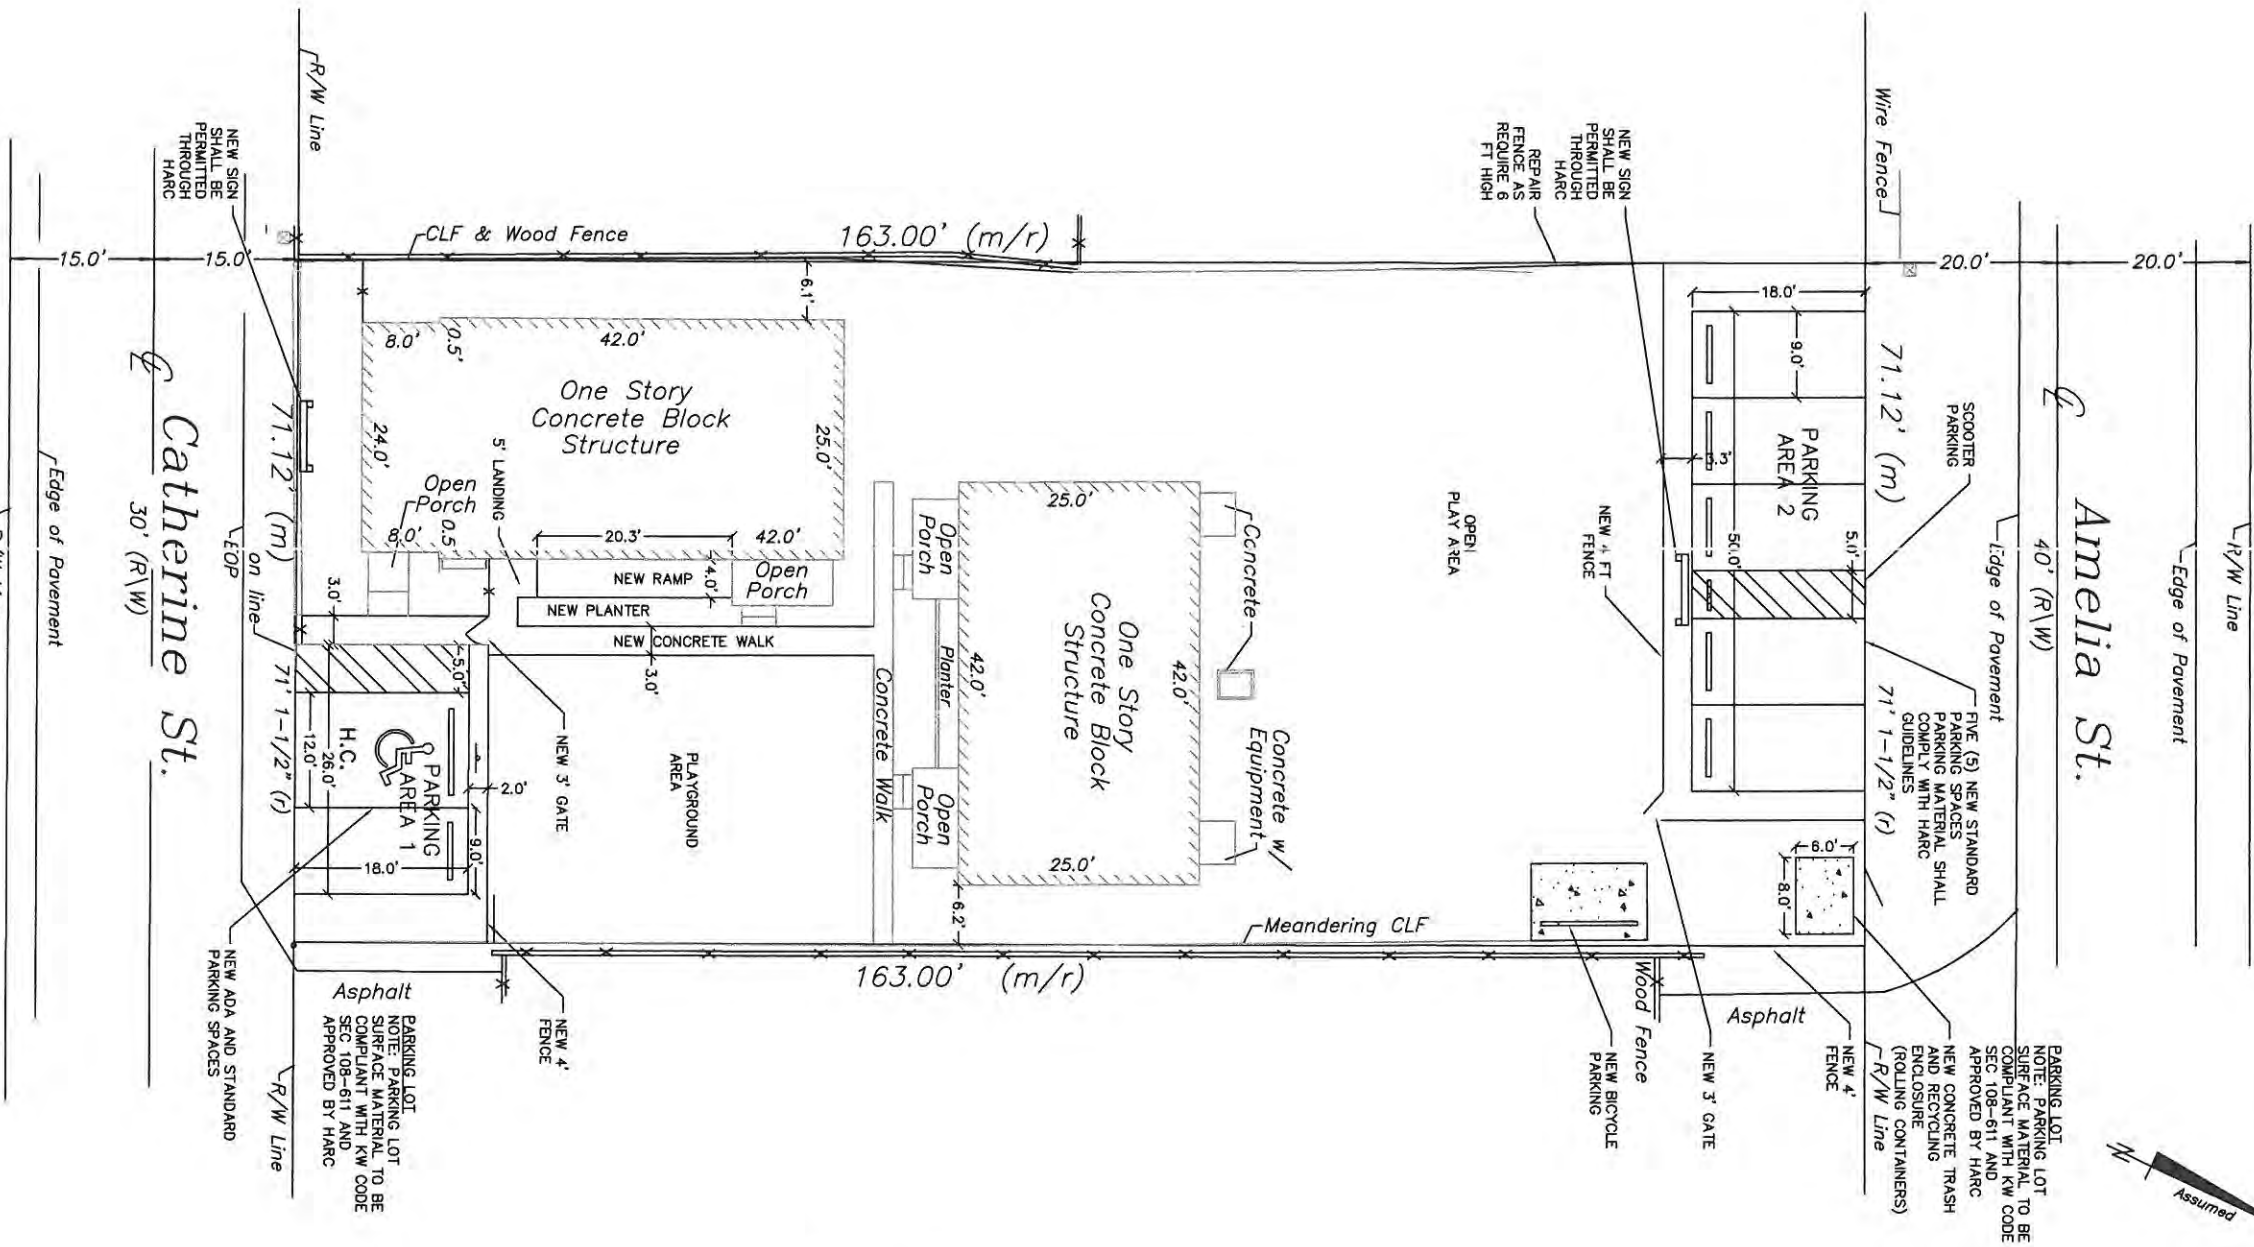 R/W Line
NEW SIGN
SHALL BE
PERMITTED
THROUGH
HARC
15.0'
15.0'
CLF & Wood Fence
163.00' (m/r)
6.1'
8.0'
0.5'
42.0'
One Story
Concrete Block
Structure
24.0'
25.0'
Open
Porch
8.0'
0.5'
5' LANDING
20.3'
42.0'
NEW RAMP
4.0'
Open
Porch
NEW PLANTER
NEW CONCRETE WALK
3.0'
3.0'
71.12' (m)
Catherine St.
30' (R\W)
Edge of Pavement
EOP
on line
71' 1-1/2" (r)
5.0'
12.0'
26.0'
H.C.
PARKING
AREA 1
2.0'
9.0'
18.0'
NEW 3' GATE
PLAYGROUND
AREA
Concrete Walk
Open
Porch
Planter
Open
Porch
25.0'
42.0'
One Story
Concrete Block
Structure
42.0'
25.0'
6.2'
Concrete
Concrete w/
Equipment
OPEN
PLAY AREA
Meandering CLF
163.00' (m/r)
NEW 4'
FENCE
Asphalt
PARKING LOT
NOTE: PARKING LOT
SURFACE MATERIAL TO BE
COMPLIANT WITH KW CODE
SEC 108-611 AND
APPROVED BY HARC
NEW ADA AND STANDARD
PARKING SPACES
R/W Line
REPAIR
FENCE AS
REQUIRE 6
FT HIGH
NEW SIGN
SHALL BE
PERMITTED
THROUGH
HARC
Wire Fence
20.0'
20.0'
18.0'
9.0'
71.12' (m)
PARKING
AREA 2
3.3'
50.0'
5.0'
SCOOTER
PARKING
NEW 4 FT
FENCE
Amelia St.
40' (R\W)
Edge of Pavement
Edge of Pavement
R/W Line
71' 1-1/2" (r)
FIVE (5) NEW STANDARD
PARKING SPACES
PARKING MATERIAL SHALL
COMPLY WITH HARC
GUIDELINES
6.0'
8.0'
Wood Fence
NEW BICYCLE
PARKING
NEW 3' GATE
Asphalt
NEW 4'
FENCE
R/W Line
NEW CONCRETE TRASH
AND RECYCLING
ENCLOSURE
(ROLLING CONTAINERS)
PARKING LOT
NOTE: PARKING LOT
SURFACE MATERIAL TO BE
COMPLIANT WITH KW CODE
SEC 108-611 AND
APPROVED BY HARC
N
Assumed